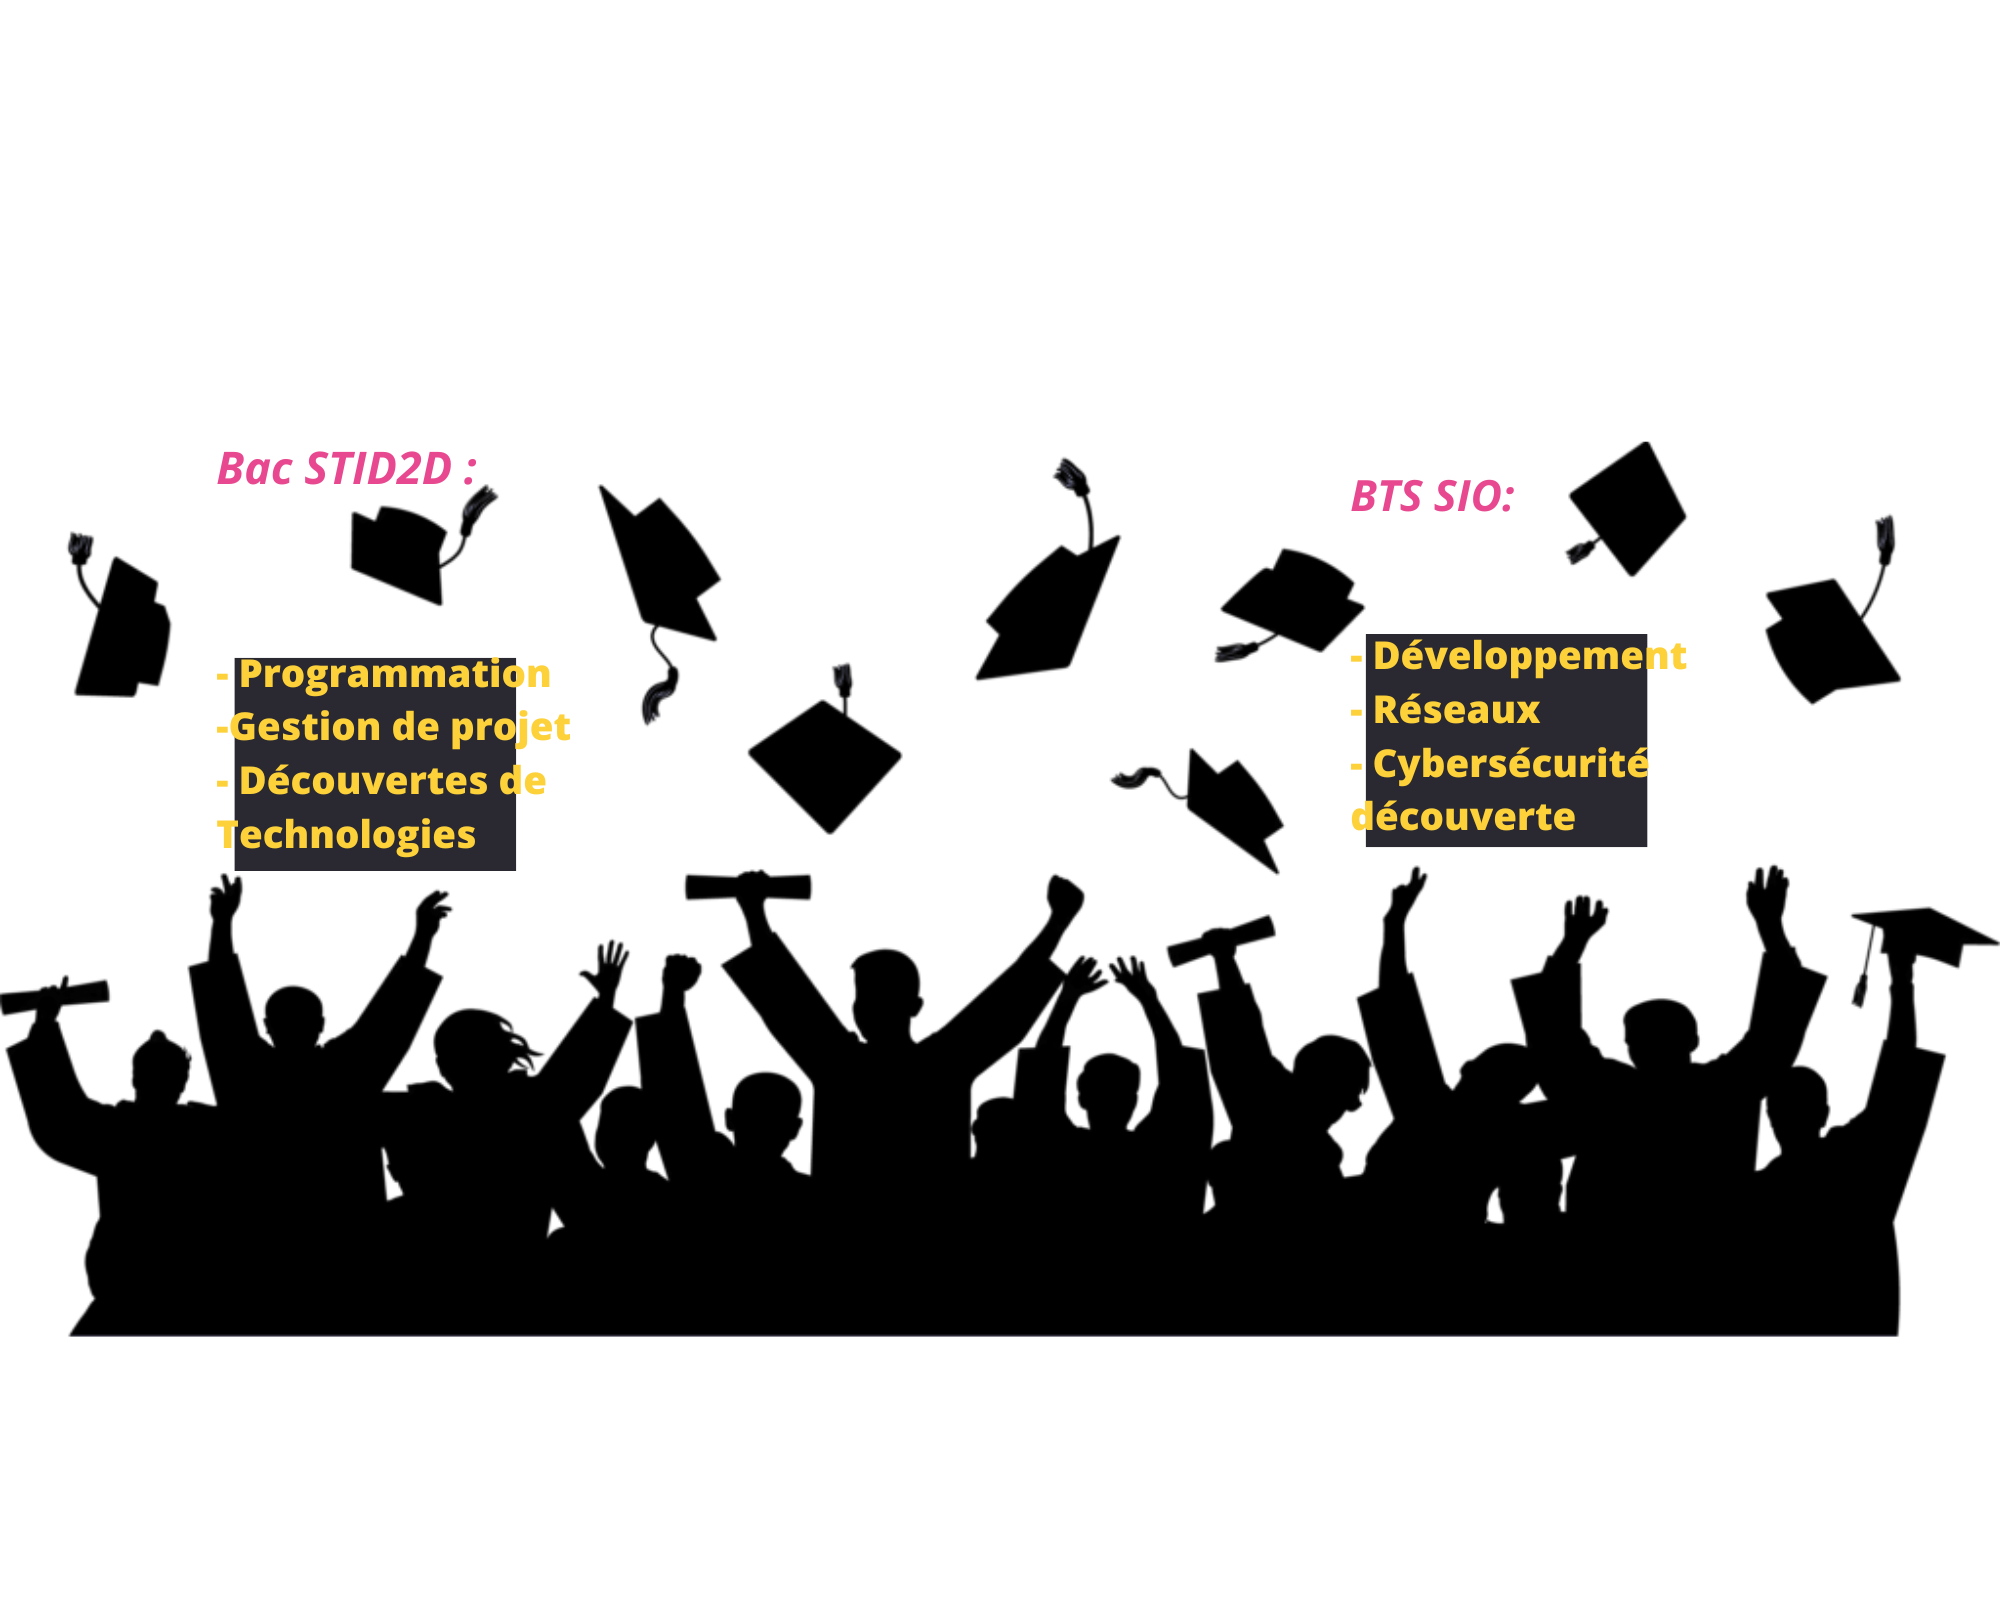 Bac STID2D :
- Programmation
-Gestion de projet
- Découvertes de
Technologies
BTS SIO:
- Développement
- Réseaux
- Cybersécurité
découverte